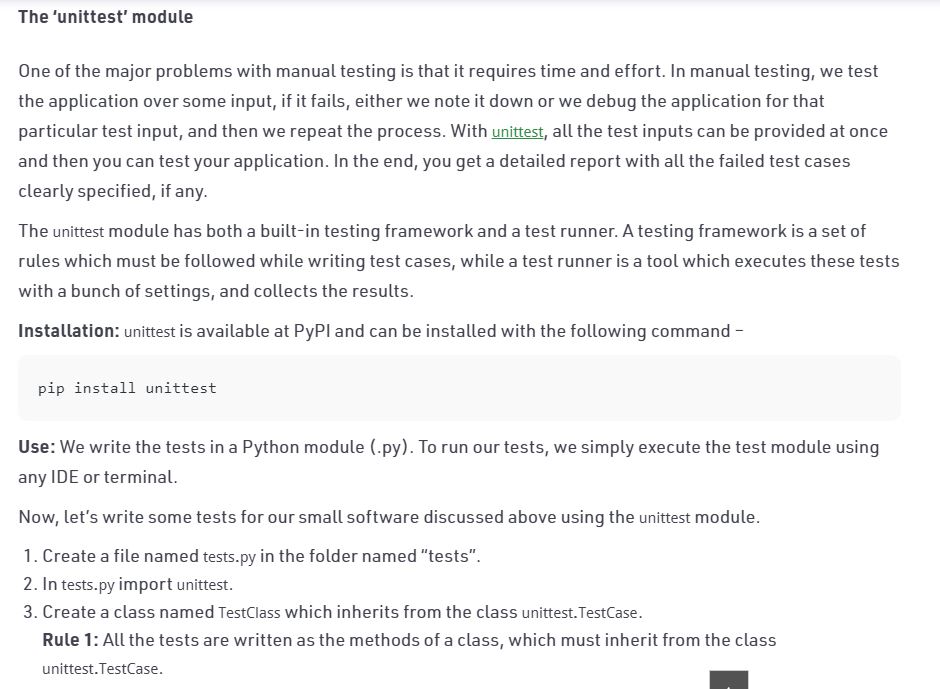 The ‘unittest’ module
One of the major problems with manual testing is that it requires time and effort. In manual testing, we test
the application over some input, if it fails, either we note it down or we debug the application for that
particular test input, and then we repeat the process. With unittest, all the test inputs can be provided at once
and then you can test your application. In the end, you get a detailed report with all the failed test cases
clearly specified, if any.
The unittest module has both a built-in testing framework and a test runner. A testing framework is a set of
rules which must be followed while writing test cases, while a test runner is a tool which executes these tests
with a bunch of settings, and collects the results.
Installation: unittest is available at PyPI and can be installed with the following command –
pip install unittest
Use: We write the tests in a Python module (.py). To run our tests, we simply execute the test module using
any IDE or terminal.
Now, let’s write some tests for our small software discussed above using the unittest module.
1. Create a file named tests.py in the folder named “tests”.
2. In tests.py import unittest.
3. Create a class named TestClass which inherits from the class unittest.TestCase.
Rule 1: All the tests are written as the methods of a class, which must inherit from the class
unittest.TestCase.